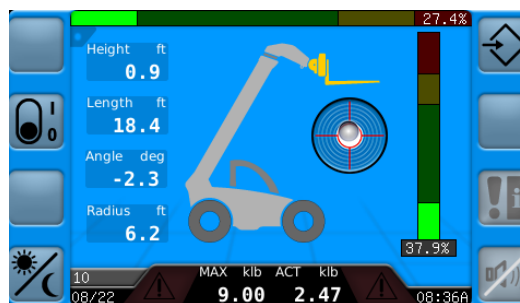 27.4%
Height ft
0.9
Length ft
18.4
Angle deg
-2.3
Radius ft
6.2
I
0
37.9%
10
MAX klb ACT klb
08/22
9.00 2.47
08:36A